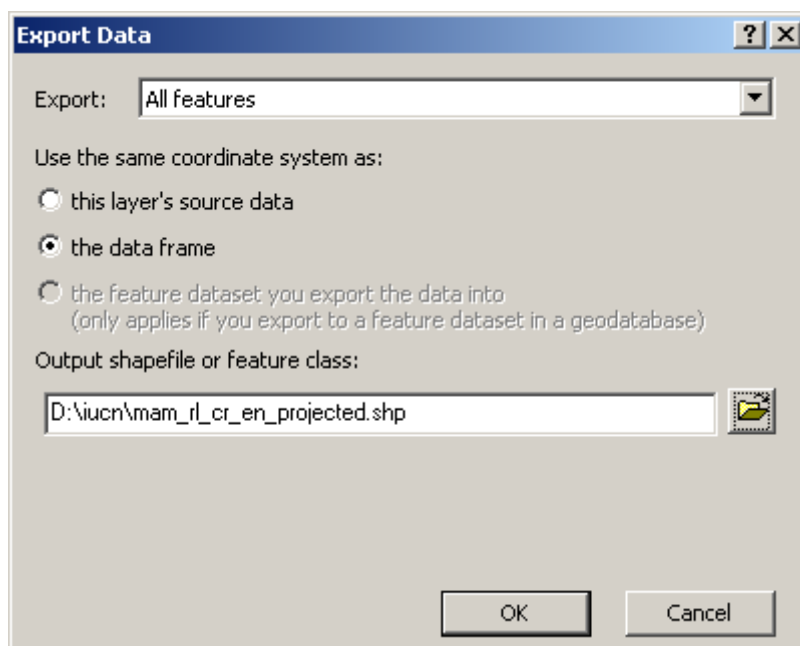 Export Data
Export: All features
Use the same coordinate system as:
this layer's source data
the data frame
the feature dataset you export the data into
(only applies if you export to a feature dataset in a geodatabase)
Output shapefile or feature class:
D:\iucn\mam_rl_cr_en_projected.shp
OK Cancel